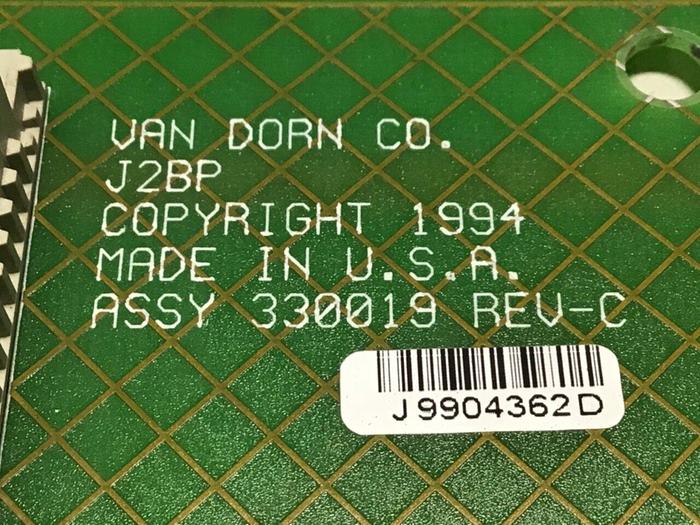 VAN DORN CO.
J2BP
COPYRIGHT 1994
MADE IN U.S.A.
ASSY 330019 REV-C
J9904362D